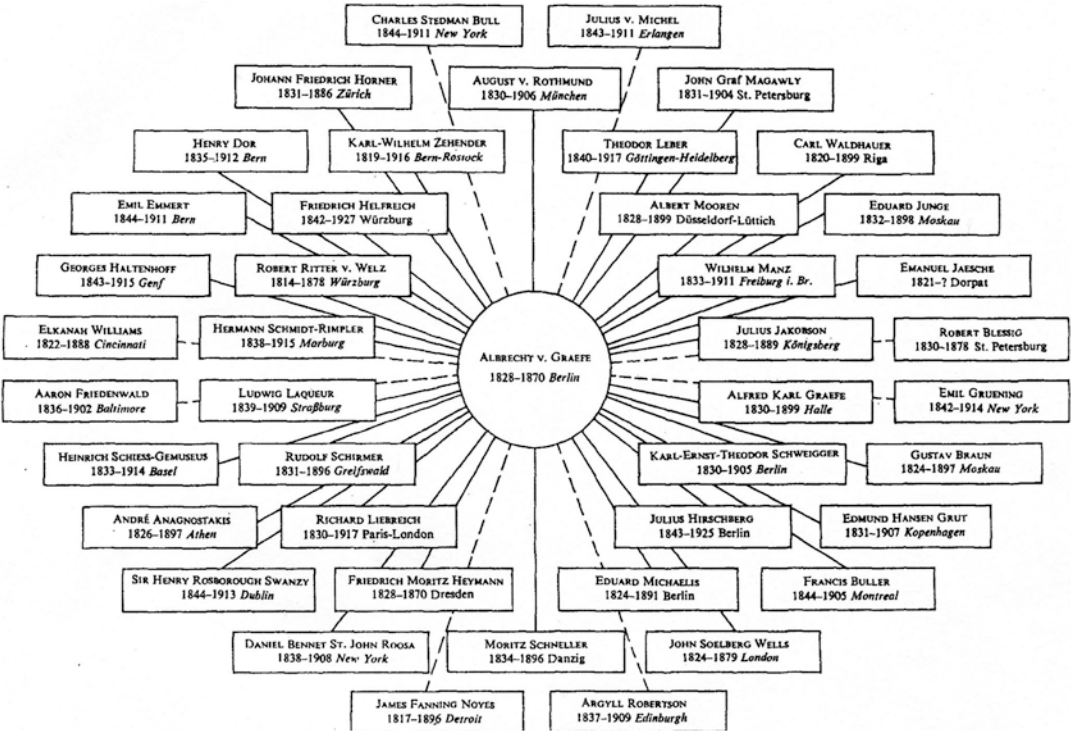 CHARLES STEDMAN BULL
1844–1911 New York
JULIUS V. MICHEL
1843–1911 Erlangen
JOHANN FRIEDRICH HORNER
1831–1886 Zürich
AUGUST V. ROTHMUND
1830–1906 München
JOHN Graf MAGAWLY
1831–1904 St. Petersburg
HENRY DOR
1835–1912 Bern
KARL-WILHELM ZEHENDER
1819–1916 Bern-Rostock
THEODOR LEBER
1840–1917 Göttingen-Heidelberg
CARL WALDHAUER
1820–1899 Riga
EMIL EMMERT
1844–1911 Bern
FRIEDRICH HELFREICH
1842–1927 Würzburg
ALBERT MOOREN
1828–1899 Düsseldorf-Lüttich
EDUARD JUNGE
1832–1898 Moskau
GEORGES HALTENHOFF
1843–1915 Genf
ROBERT RITTER V. WELZ
1814–1878 Würzburg
WILHELM MANZ
1833–1911 Freiburg i. Br.
EMANUEL JAESCHE
1821–? Dorpat
ELKANAH WILLIAMS
1822–1888 Cincinnati
HERMANN SCHMIDT-RIMPLER
1838–1915 Marburg
JULIUS JAKOBSON
1828–1889 Königsberg
ROBERT BLESSIG
1830–1878 St. Petersburg
ALBRECHT V. GRAEFE
1828–1870 Berlin
AARON FRIEDENWALD
1836–1902 Baltimore
LUDWIG LAQUEUR
1839–1909 Straßburg
ALFRED KARL GRAEFE
1830–1899 Halle
EMIL GRUENING
1842–1914 New York
HEINRICH SCHIESS-GEMUSEUS
1833–1914 Basel
RUDOLF SCHIRMER
1831–1896 Greifswald
KARL-ERNST-THEODOR SCHWEIGGER
1830–1905 Berlin
GUSTAV BRAUN
1824–1897 Moskau
ANDRÉ ANAGNOSTAKIS
1826–1897 Athen
RICHARD LIEBREICH
1830–1917 Paris-London
JULIUS HIRSCHBERG
1843–1925 Berlin
EDMUND HANSEN GRUT
1831–1907 Kopenhagen
SIR HENRY ROSBOROUGH SWANZY
1844–1913 Dublin
FRIEDRICH MORITZ HEYMANN
1828–1870 Dresden
EDUARD MICHAELIS
1824–1891 Berlin
FRANCIS BULLER
1844–1905 Montreal
DANIEL BENNET ST. JOHN ROOSA
1838–1908 New York
MORITZ SCHNELLER
1834–1896 Danzig
JOHN SOELBERG WELLS
1824–1879 London
JAMES FANNING NOYES
1817–1896 Detroit
ARGYLL ROBERTSON
1837–1909 Edinburgh